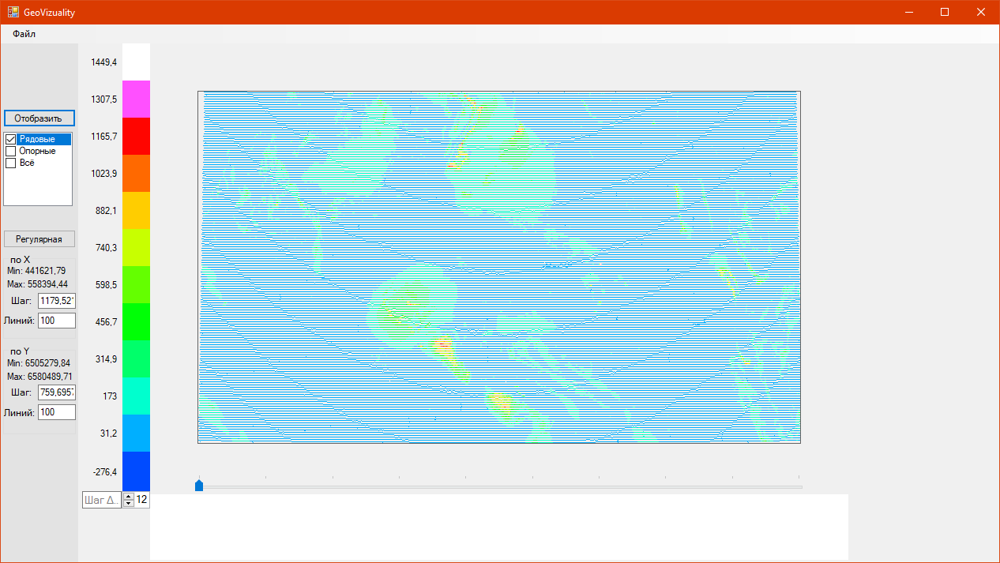 GeoVizuality
Файл
Отобразить
Рядовые
Опорные
Всё
Регулярная
по X
Min: 441621,79
Max: 558394,44
Шаг: 1179,521
Линий: 100
по Y
Min: 6505279,84
Max: 6580489,71
Шаг: 759,6957
Линий: 100
1449,4
1307,5
1165,7
1023,9
882,1
740,3
598,5
456,7
314,9
173
31,2
-276,4
Шаг Δ.. 12